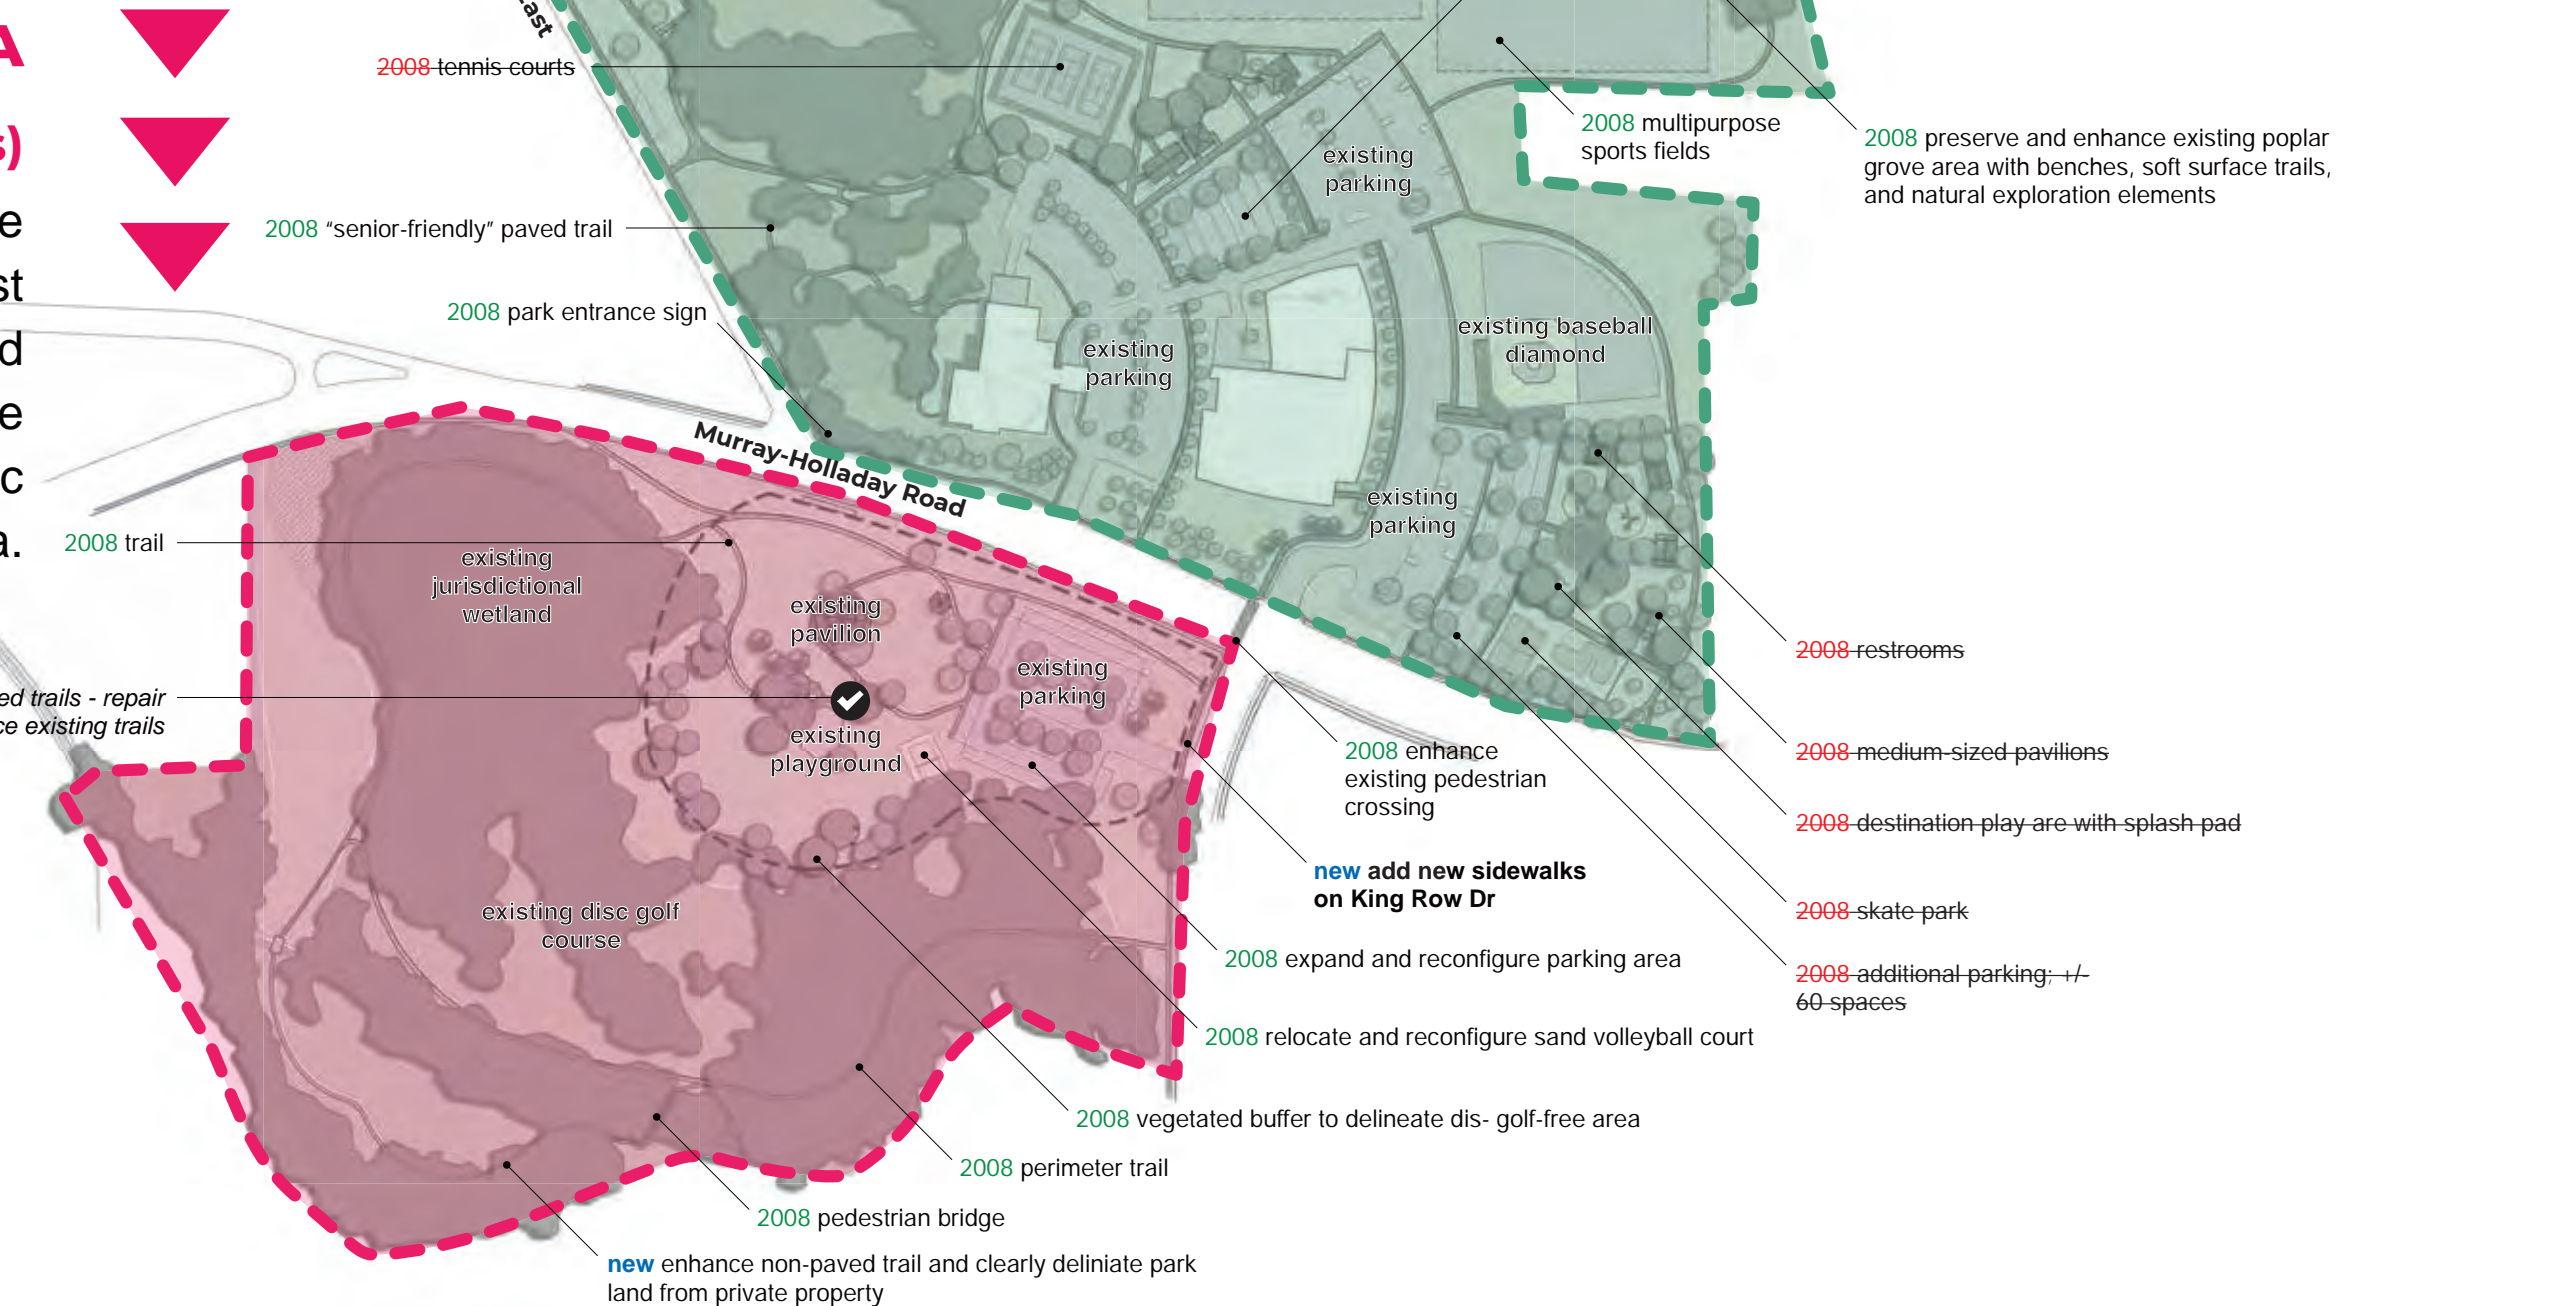 A
s)
e
st
d
e
c
a.
East
2008 tennis courts
2008 "senior-friendly" paved trail
2008 park entrance sign
2008 trail
ed trails - repair
ce existing trails
existing
parking
2008 multipurpose
sports fields
2008 preserve and enhance existing poplar
grove area with benches, soft surface trails,
and natural exploration elements
existing baseball
diamond
existing
parking
Murray-Holladay Road
existing
parking
existing
jurisdictional
wetland
existing
pavilion
existing
parking
existing
playground
existing disc golf
course
2008 restrooms
2008 medium-sized pavilions
2008 destination play are with splash pad
2008 skate park
2008 additional parking; +/-
60 spaces
2008 enhance
existing pedestrian
crossing
new add new sidewalks
on King Row Dr
2008 expand and reconfigure parking area
2008 relocate and reconfigure sand volleyball court
2008 vegetated buffer to delineate dis- golf-free area
2008 perimeter trail
2008 pedestrian bridge
new enhance non-paved trail and clearly deliniate park
land from private property